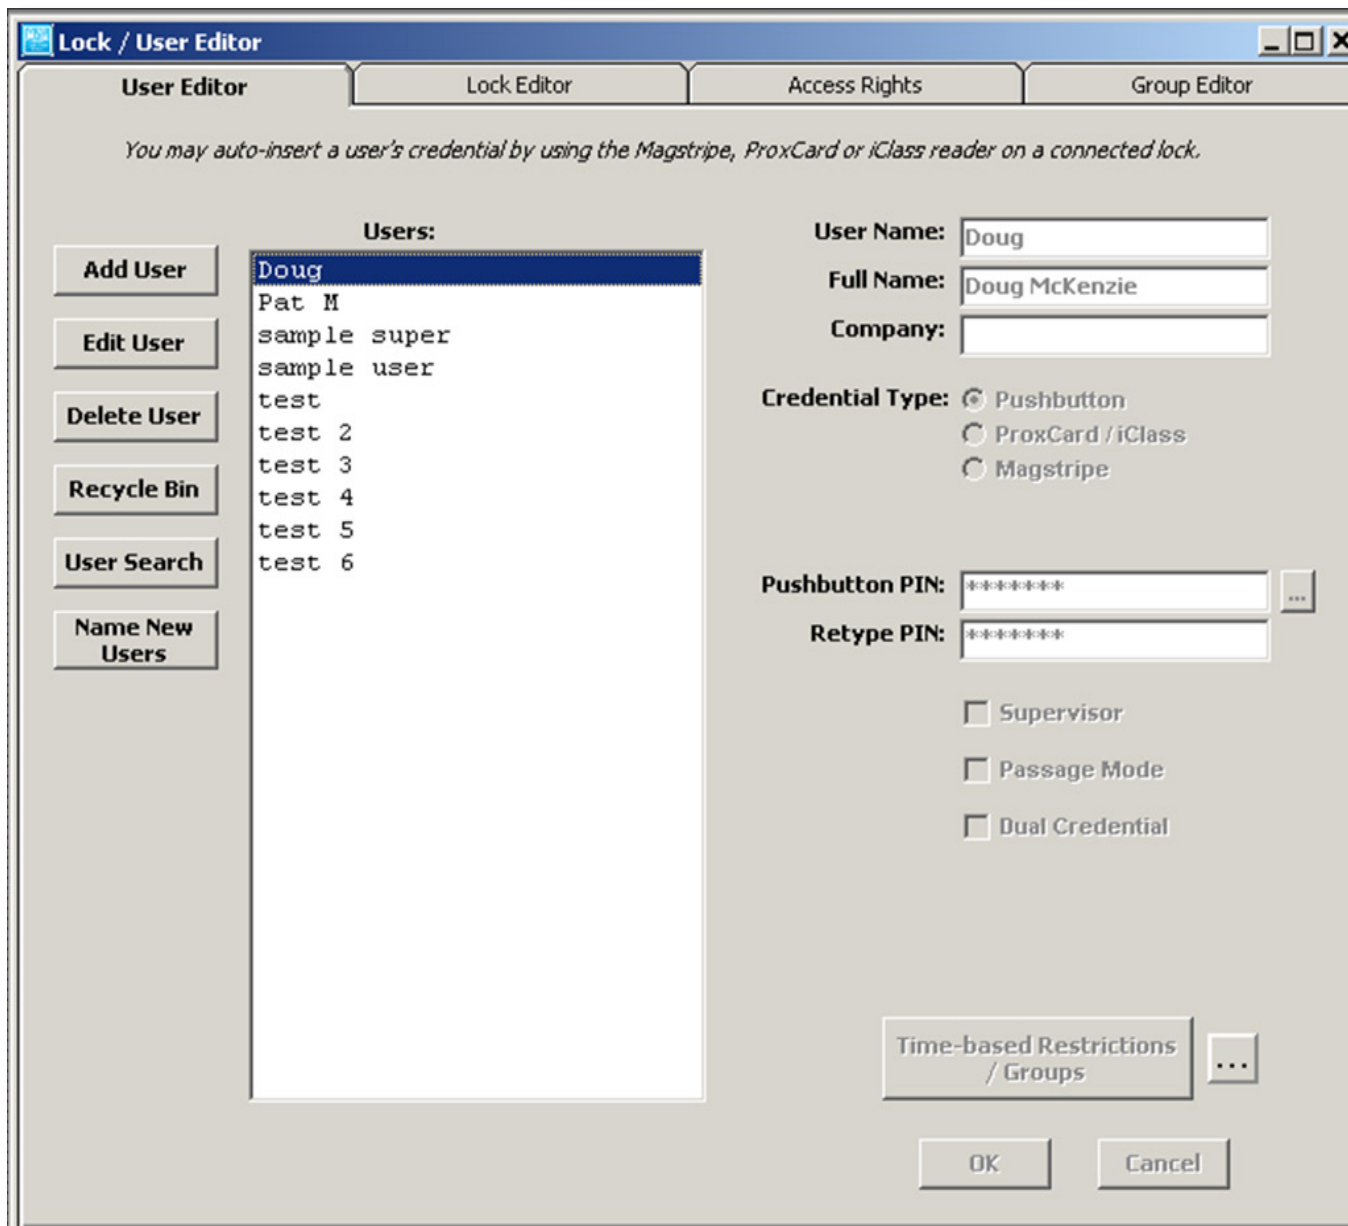 Lock / User Editor
User Editor
Lock Editor
Access Rights
Group Editor
You may auto-insert a user's credential by using the Magstripe, ProxCard or iClass reader on a connected lock.
Add User
Edit User
Delete User
Recycle Bin
User Search
Name New
Users
Users:
Doug
Pat M
sample super
sample user
test
test 2
test 3
test 4
test 5
test 6
User Name: Doug
Full Name: Doug McKenzie
Company:
Credential Type: Pushbutton
ProxCard / iClass
Magstripe
Pushbutton PIN: ******* ...
Retype PIN: *******
Supervisor
Passage Mode
Dual Credential
Time-based Restrictions
/ Groups
...
OK
Cancel